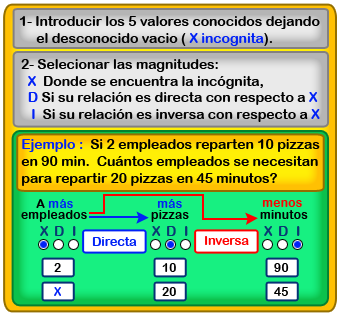 1- Introducir los 5 valores conocidos dejando
el desconocido vacio ( X incognita).
2- Selecionar las magnitudes:
X Donde se encuentra la incógnita,
D Si su relación es directa con respecto a X
I Si su relación es inversa con respecto a X
Ejemplo : Si 2 empleados reparten 10 pizzas
en 90 min. Cuántos empleados se necesitan
para repartir 20 pizzas en 45 minutos?
A más más menos
empleados pizzas minutos
X D I X D I X D I
Directa Inversa
2 10 90
X 20 45